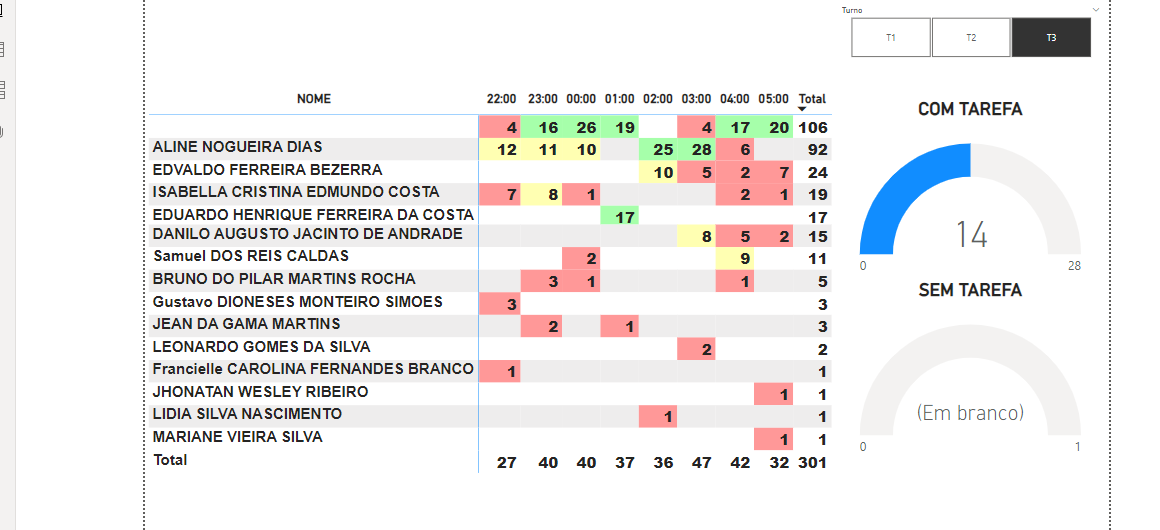 Turno
T1 T2 T3
NOME 22:00 23:00 00:00 01:00 02:00 03:00 04:00 05:00 Total
4 16 26 19 4 17 20 106
ALINE NOGUEIRA DIAS 12 11 10 25 28 6 92
EDVALDO FERREIRA BEZERRA 10 5 2 7 24
ISABELLA CRISTINA EDMUNDO COSTA 7 8 1 2 1 19
EDUARDO HENRIQUE FERREIRA DA COSTA 17 17
DANILO AUGUSTO JACINTO DE ANDRADE 8 5 2 15
Samuel DOS REIS CALDAS 2 9 11
BRUNO DO PILAR MARTINS ROCHA 3 1 1 5
Gustavo DIONESES MONTEIRO SIMOES 3 3
JEAN DA GAMA MARTINS 2 1 3
LEONARDO GOMES DA SILVA 2 2
Francielle CAROLINA FERNANDES BRANCO 1 1
JHONATAN WESLEY RIBEIRO 1 1
LIDIA SILVA NASCIMENTO 1 1
MARIANE VIEIRA SILVA 1 1
Total 27 40 40 37 36 47 42 32 301
COM TAREFA
14
0 28
SEM TAREFA
(Em branco)
0 1